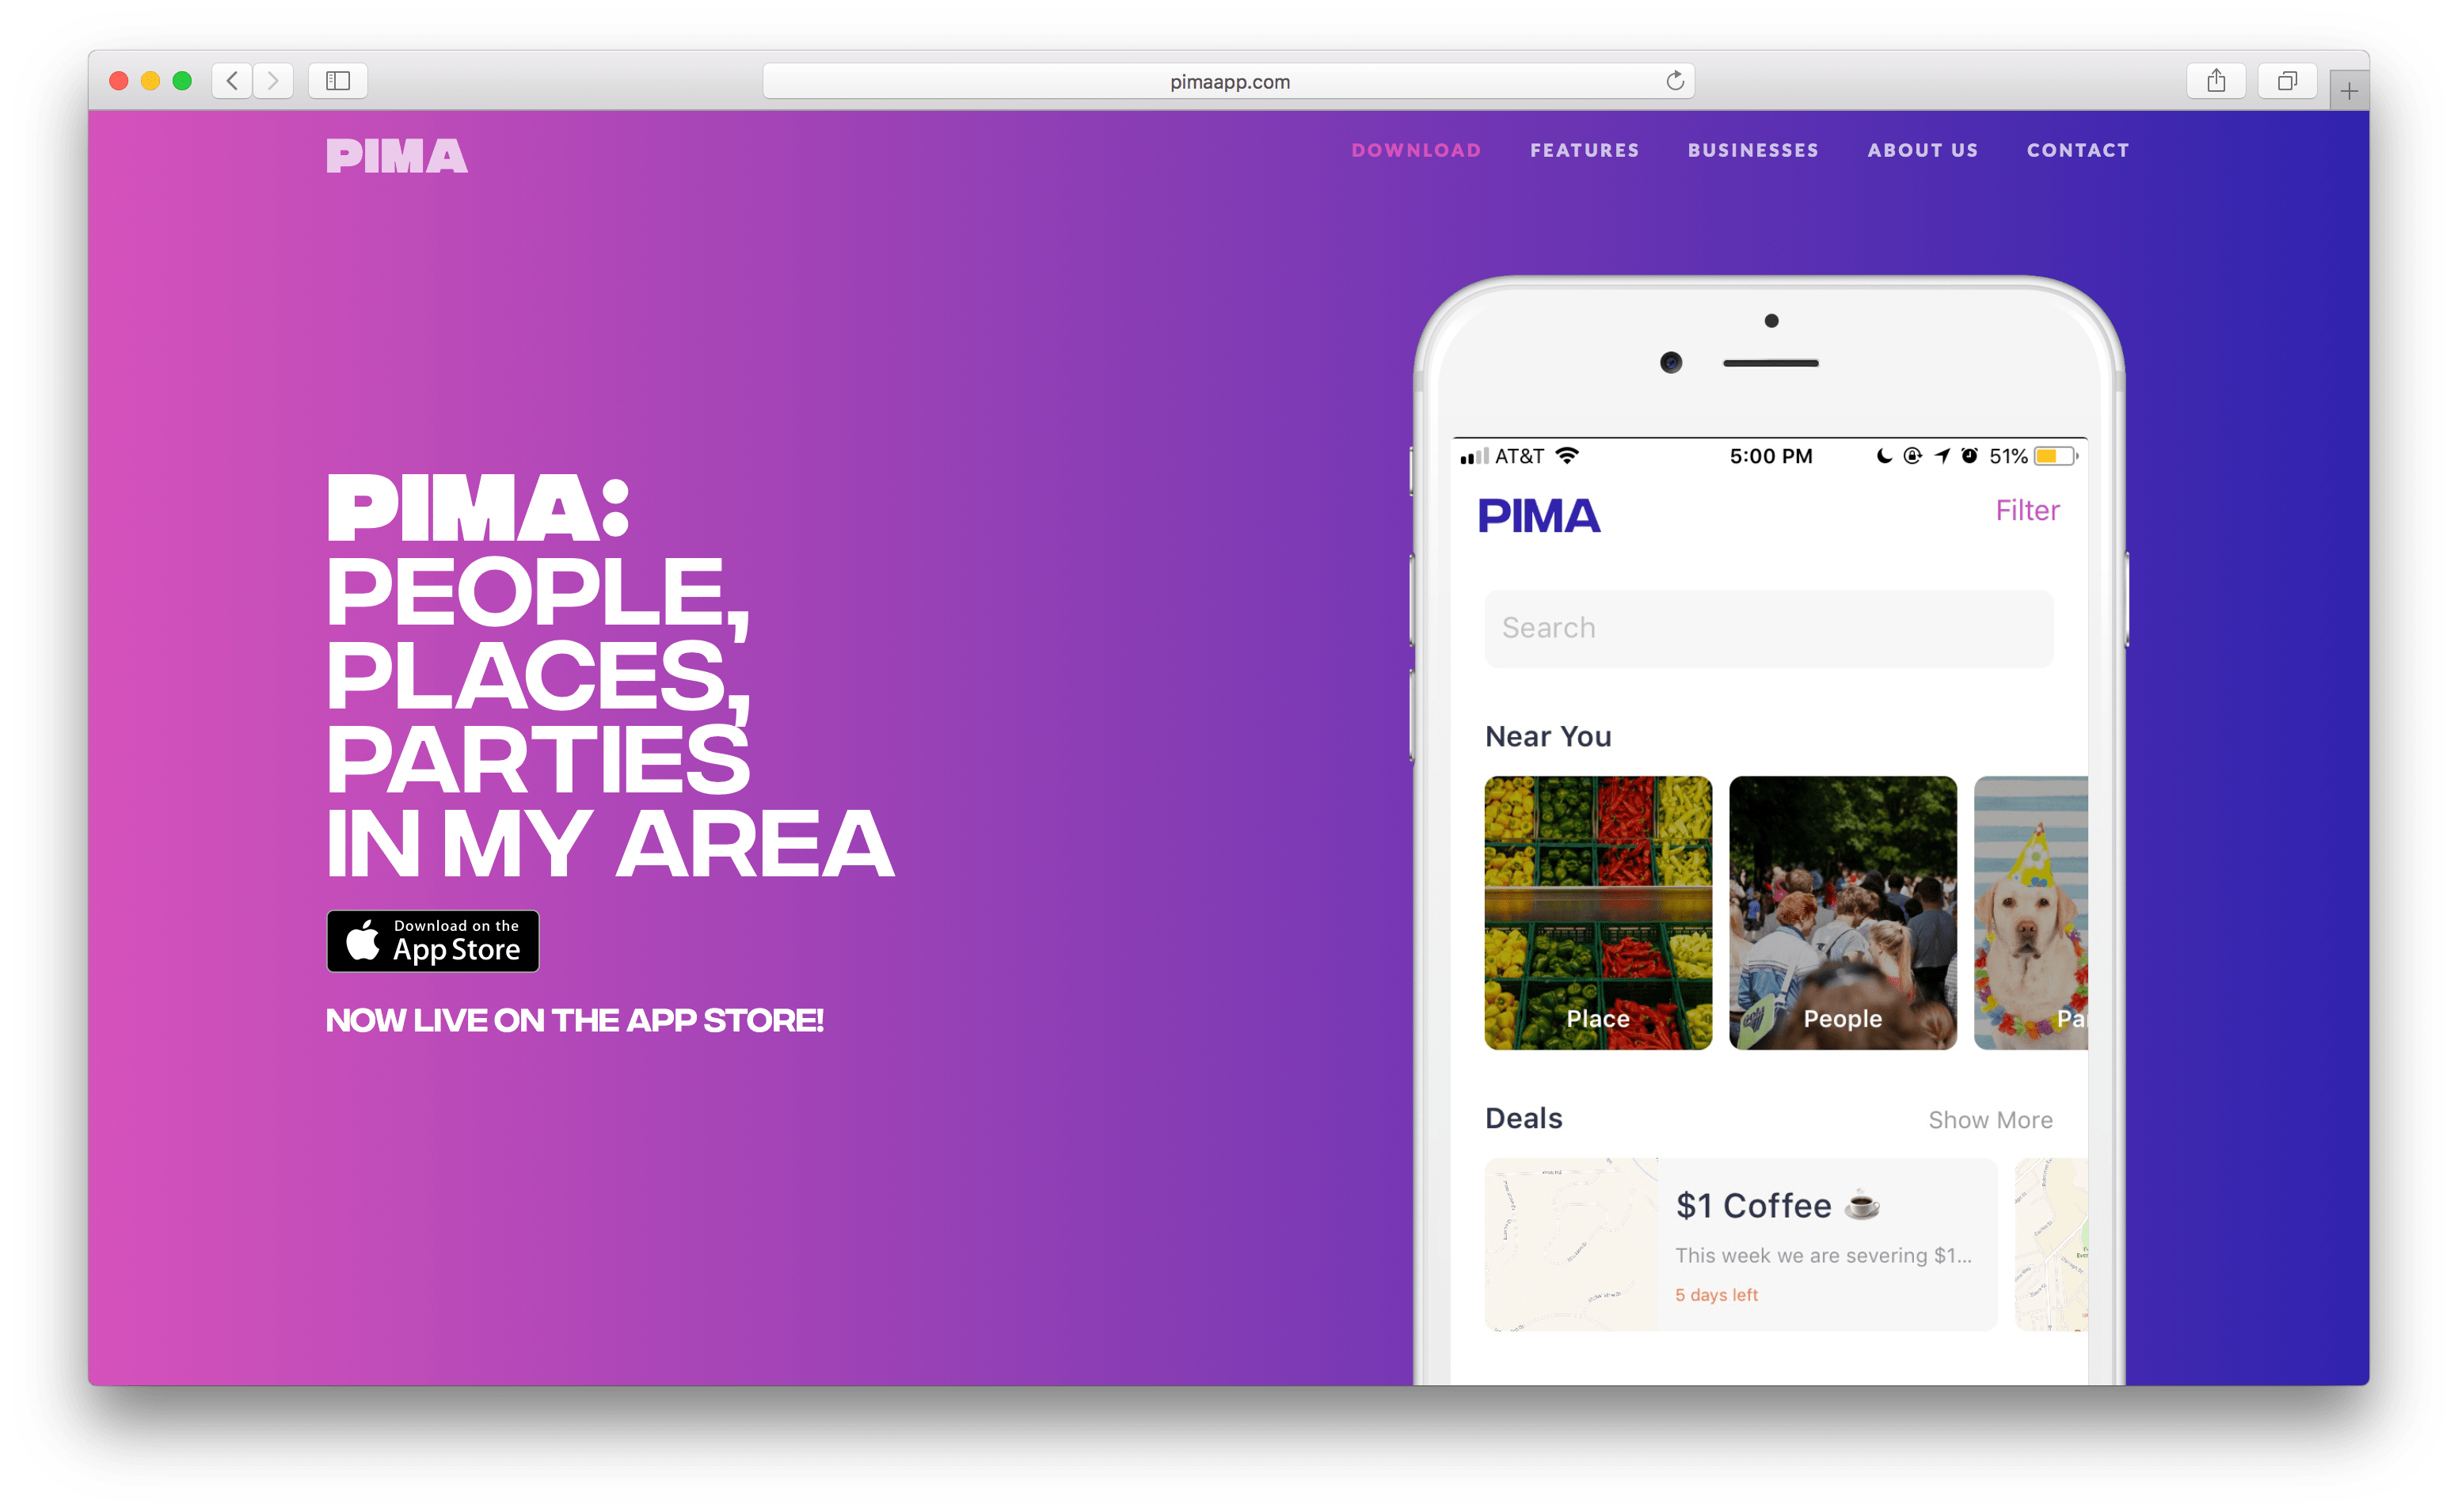 pimaapp.com
PIMA
DOWNLOAD FEATURES BUSINESSES ABOUT US CONTACT
PIMA:
PEOPLE,
PLACES,
PARTIES
IN MY AREA
Download on the
App Store
NOW LIVE ON THE APP STORE!
AT&T 5:00 PM 51%
PIMA Filter
Search
Near You
Place People Pa
Deals Show More
$1 Coffee
This week we are severing $1...
5 days left